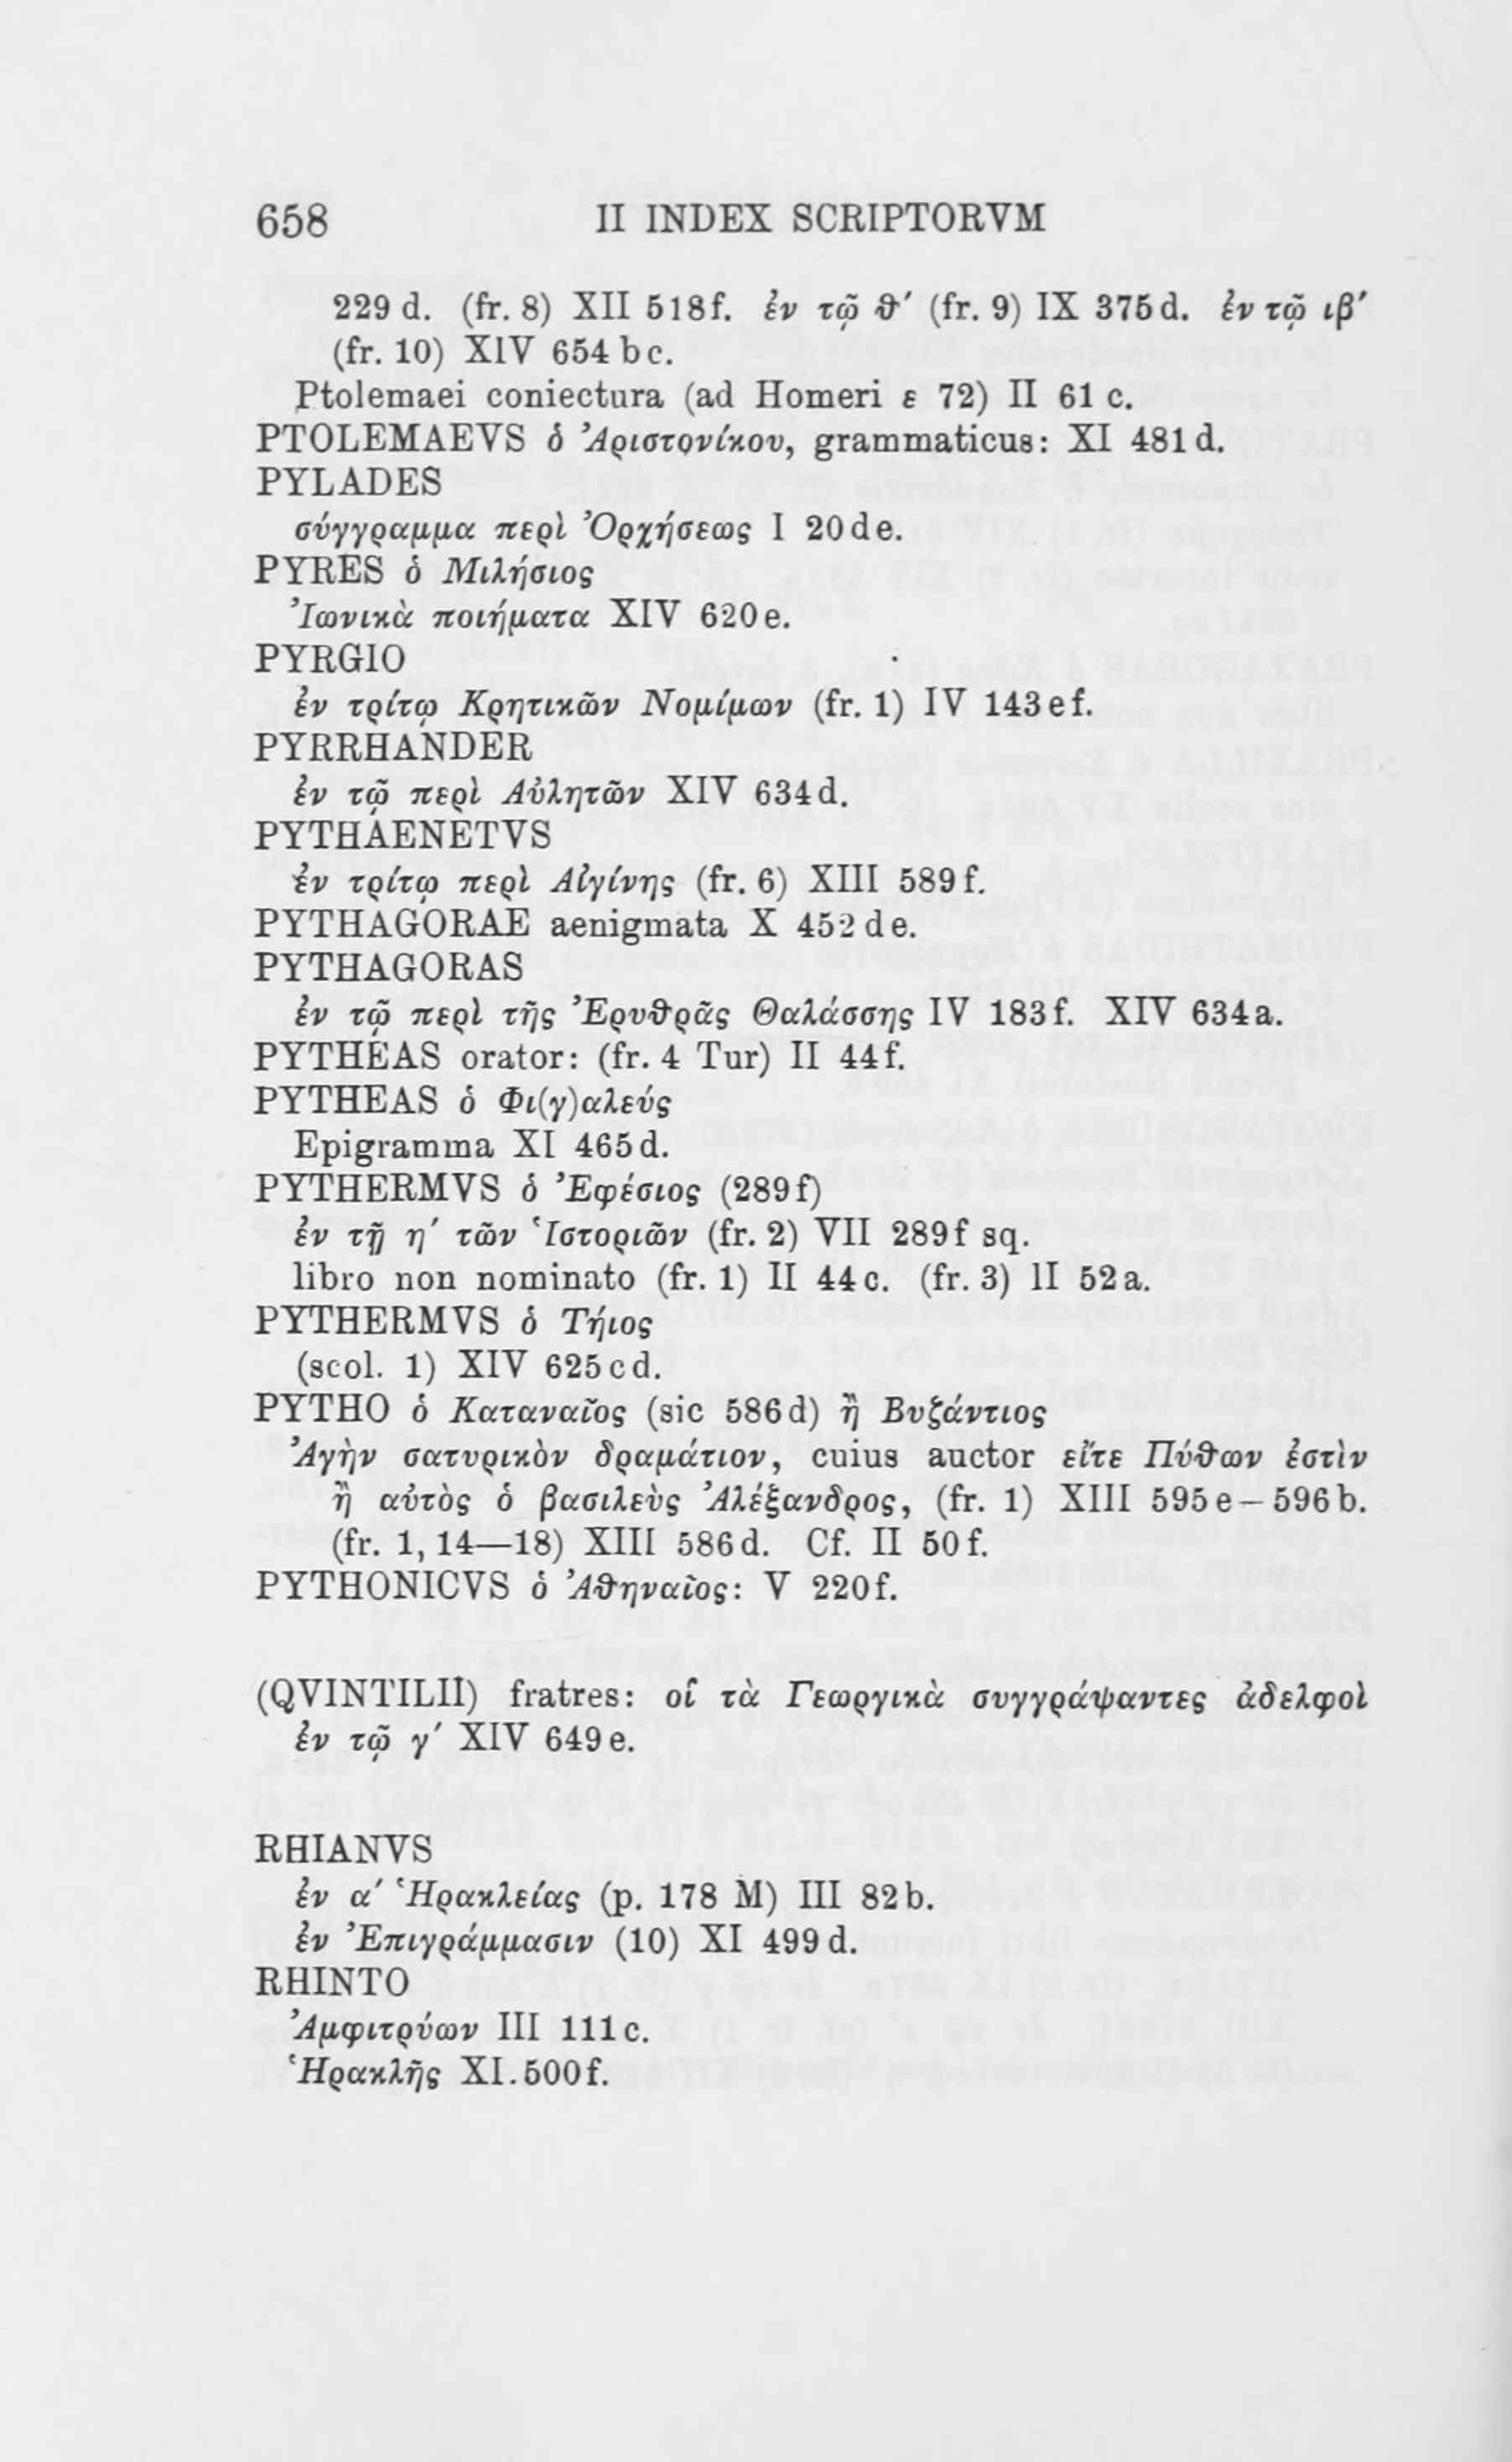 658 II INDEX SCRIPTORVM
229 d. (fr. 8) XII 518 f. ἐν τῷ θ′ (fr. 9) IX 375 d. ἐν τῷ ιβ′
(fr. 10) XIV 654 b c.
Ptolemaei coniectura (ad Homeri ε 72) II 61 c.
PTOLEMAEVS ὁ Ἀριστονίκου, grammaticus: XI 481 d.
PYLADES
σύγγραμμα περὶ Ὀρχήσεως I 20 d e.
PYRES ὁ Μιλήσιος
Ἰωνικὰ ποιήματα XIV 620 e.
PYRGIO
ἐν τρίτῳ Κρητικῶν Νομίμων (fr. 1) IV 143 e f.
PYRRHANDER
ἐν τῷ περὶ Αὐλητῶν XIV 634 d.
PYTHAENETVS
ἐν τρίτῳ περὶ Αἰγίνης (fr. 6) XIII 589 f.
PYTHAGORAE aenigmata X 452 d e.
PYTHAGORAS
ἐν τῷ περὶ τῆς Ἐρυθρᾶς Θαλάσσης IV 183 f. XIV 634 a.
PYTHEAS orator: (fr. 4 Tur) II 44 f.
PYTHEAS ὁ Φι(γ)αλεύς
Epigramma XI 465 d.
PYTHERMVS ὁ Ἐφέσιος (289 f)
ἐν τῇ η′ τῶν Ἱστοριῶν (fr. 2) VII 289 f sq.
libro non nominato (fr. 1) II 44 c. (fr. 3) II 52 a.
PYTHERMVS ὁ Τήιος
(scol. 1) XIV 625 c d.
PYTHO ὁ Καταναῖος (sic 586 d) ἢ Βυζάντιος
Ἀγὴν σατυρικὸν δραμάτιον, cuius auctor εἴτε Πύθων ἐστὶν
ἢ αὐτὸς ὁ βασιλεὺς Ἀλέξανδρος, (fr. 1) XIII 595 e – 596 b.
(fr. 1, 14—18) XIII 586 d. Cf. II 50 f.
PYTHONICVS ὁ Ἀθηναῖος: V 220 f.
(QVINTILII) fratres: οἱ τὰ Γεωργικὰ συγγράψαντες ἀδελφοὶ
ἐν τῷ γ′ XIV 649 e.
RHIANVS
ἐν α′ Ἡρακλείας (p. 178 M) III 82 b.
ἐν Ἐπιγράμμασιν (10) XI 499 d.
RHINTO
Ἀμφιτρύων III 111 c.
Ἡρακλῆς XI. 500 f.